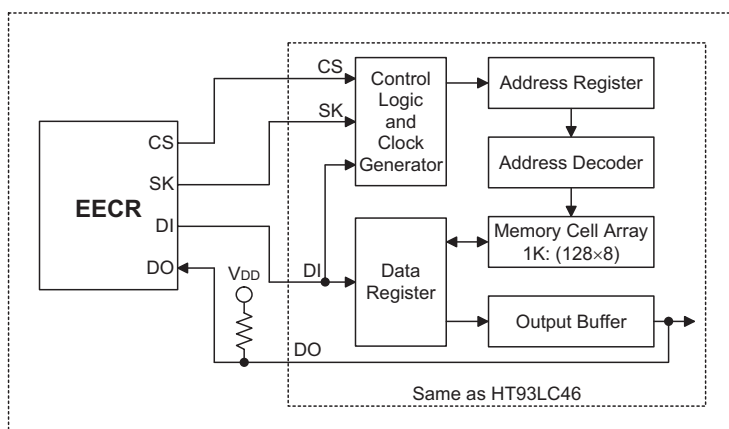 EECR
CS
SK
DI
DO
VDD
CS
SK
DI
DO
Control
Logic
and
Clock
Generator
Address Register
Address Decoder
Memory Cell Array
1K: (128×8)
Data
Register
Output Buffer
Same as HT93LC46